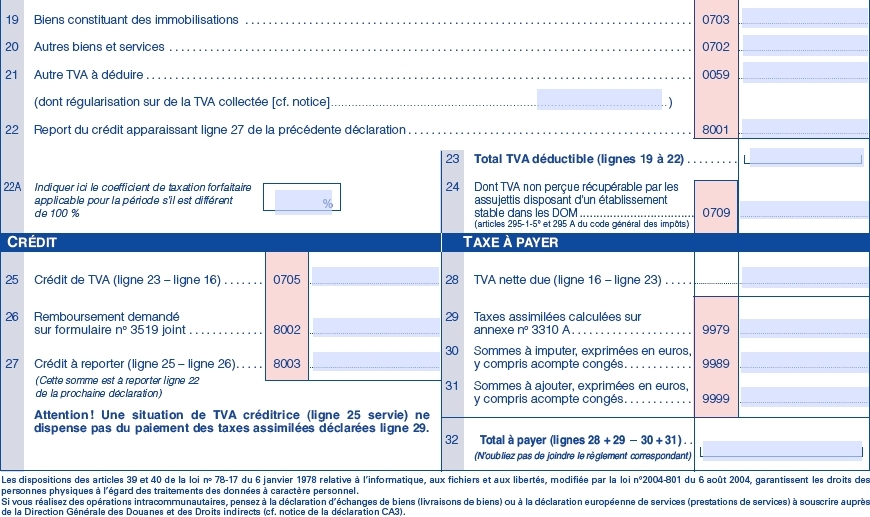 19 Biens constituant des immobilisations ........ 0703
20 Autres biens et services ........ 0702
21 Autre TVA à déduire ........ 0059
(dont régularisation sur de la TVA collectée [cf. notice] ........ )
22 Report du crédit apparaissant ligne 27 de la précédente déclaration ........ 8001
23 Total TVA déductible (lignes 19 à 22) ........
22A Indiquer ici le coefficient de taxation forfaitaire
applicable pour la période s'il est différent
de 100 % %
24 Dont TVA non perçue récupérable par les
assujettis disposant d'un établissement
stable dans les DOM ........ 0709
(articles 295-1-5° et 295 A du code général des impôts)
CRÉDIT
25 Crédit de TVA (ligne 23 – ligne 16) ....... 0705
26 Remboursement demandé
sur formulaire n° 3519 joint ........ 8002
27 Crédit à reporter (ligne 25 – ligne 26)..... 8003
(Cette somme est à reporter ligne 22
de la prochaine déclaration)
Attention ! Une situation de TVA créditrice (ligne 25 servie) ne
dispense pas du paiement des taxes assimilées déclarées ligne 29.
TAXE À PAYER
28 TVA nette due (ligne 16 – ligne 23) .....
29 Taxes assimilées calculées sur
annexe n° 3310 A ........ 9979
30 Sommes à imputer, exprimées en euros,
y compris acompte congés ........ 9989
31 Sommes à ajouter, exprimées en euros,
y compris acompte congés ........ 9999
32 Total à payer (lignes 28 + 29 – 30 + 31) . .
(N'oubliez pas de joindre le règlement correspondant)
Les dispositions des articles 39 et 40 de la loi n° 78-17 du 6 janvier 1978 relative à l'informatique, aux fichiers et aux libertés, modifiée par la loi n°2004-801 du 6 août 2004, garantissent les droits des
personnes physiques à l'égard des traitements des données à caractère personnel.
Si vous réalisez des opérations intracommunautaires, pensez à la déclaration d'échanges de biens (livraisons de biens) ou à la déclaration européenne de services (prestations de services) à souscrire auprès
de la Direction Générale des Douanes et des Droits indirects (cf. notice de la déclaration CA3).